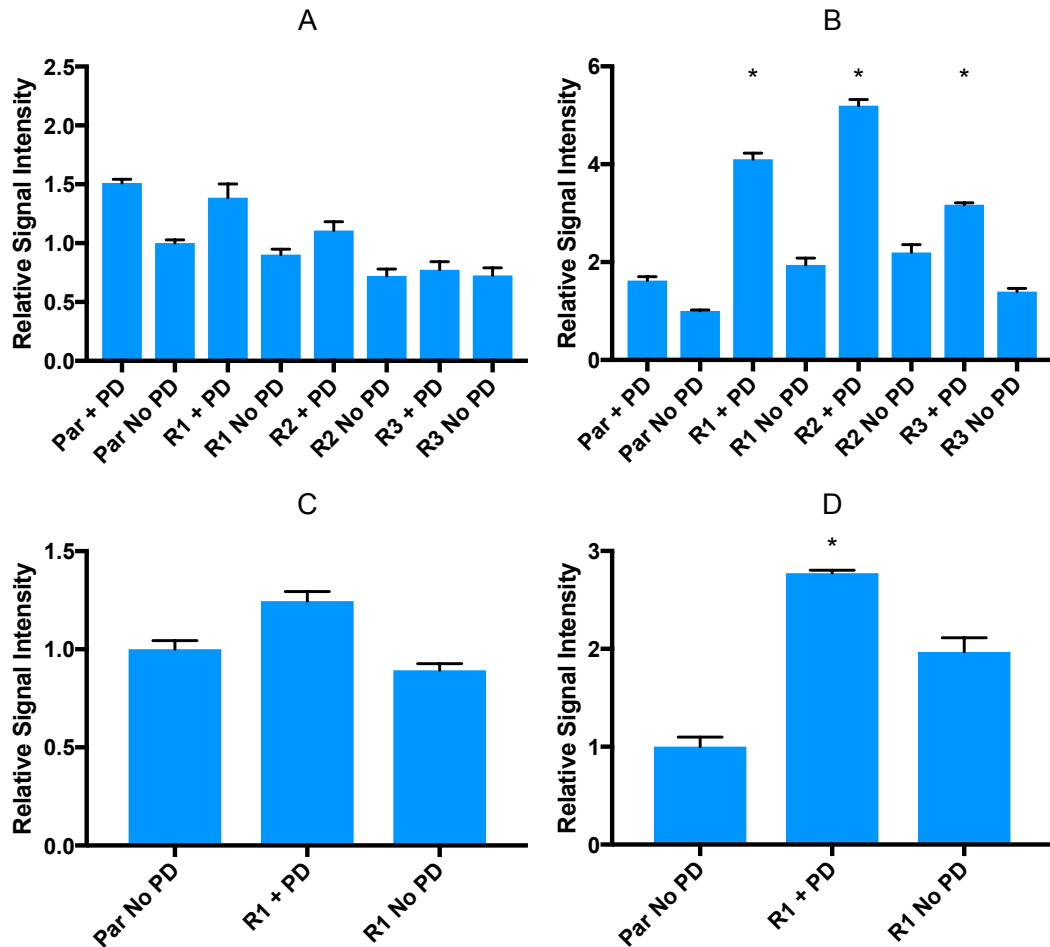 A
Relative Signal Intensity
2.5
2.0
1.5
1.0
0.5
0.0
Par + PD
Par No PD
R1 + PD
R1 No PD
R2 + PD
R2 No PD
R3 + PD
R3 No PD
B
Relative Signal Intensity
6
4
2
0
* * *
Par + PD
Par No PD
R1 + PD
R1 No PD
R2 + PD
R2 No PD
R3 + PD
R3 No PD
C
Relative Signal Intensity
1.5
1.0
0.5
0.0
Par No PD
R1 + PD
R1 No PD
D
Relative Signal Intensity
3
2
1
0
*
Par No PD
R1 + PD
R1 No PD